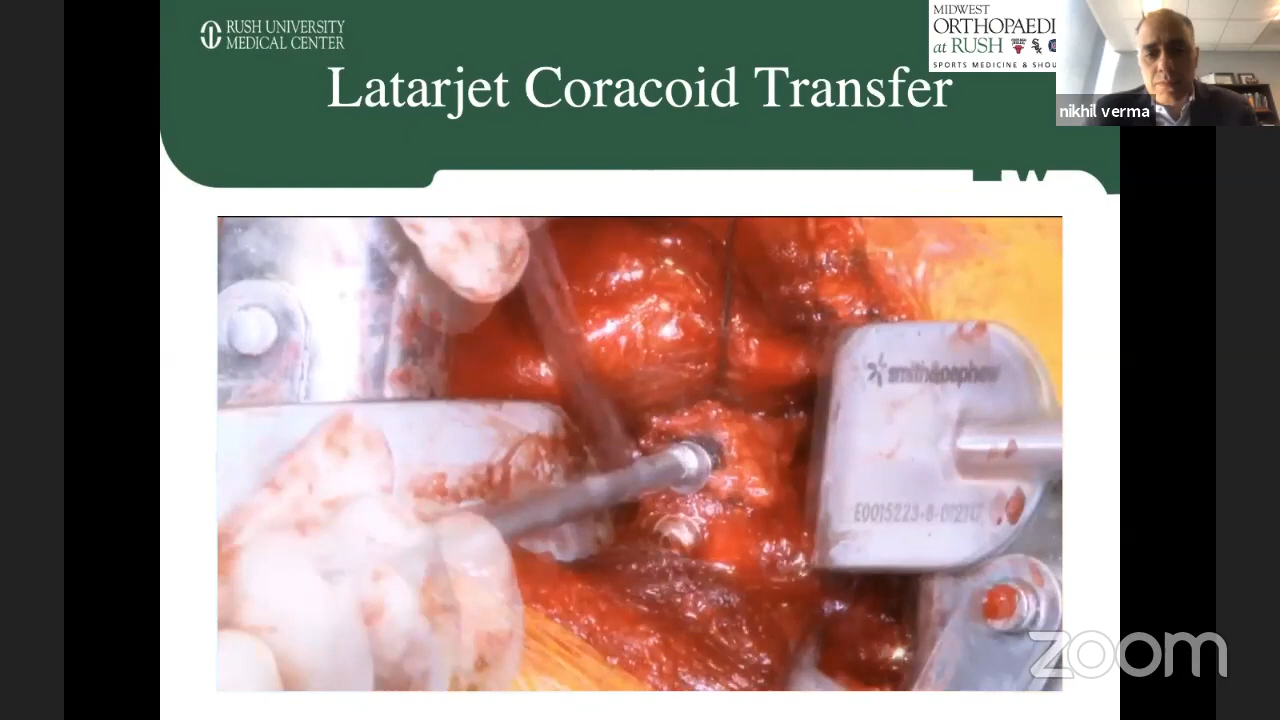 RUSH UNIVERSITY
MEDICAL CENTER
MIDWEST
ORTHOPAEDI
at RUSH
SPORTS MEDICINE & SHOU
Latarjet Coracoid Transfer
nikhil verma
smith&nephew
zoom